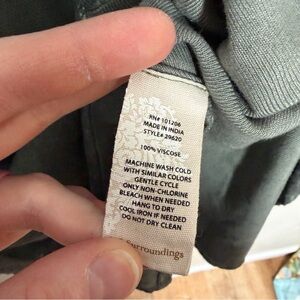 RN# 101206
MADE IN INDIA
STYLE# 29620
100% VISCOSE
MACHINE WASH COLD
WITH SIMILAR COLORS
GENTLE CYCLE
ONLY NON-CHLORINE
BLEACH WHEN NEEDED
HANG TO DRY
COOL IRON IF NEEDED
DO NOT DRY CLEAN
Surroundings